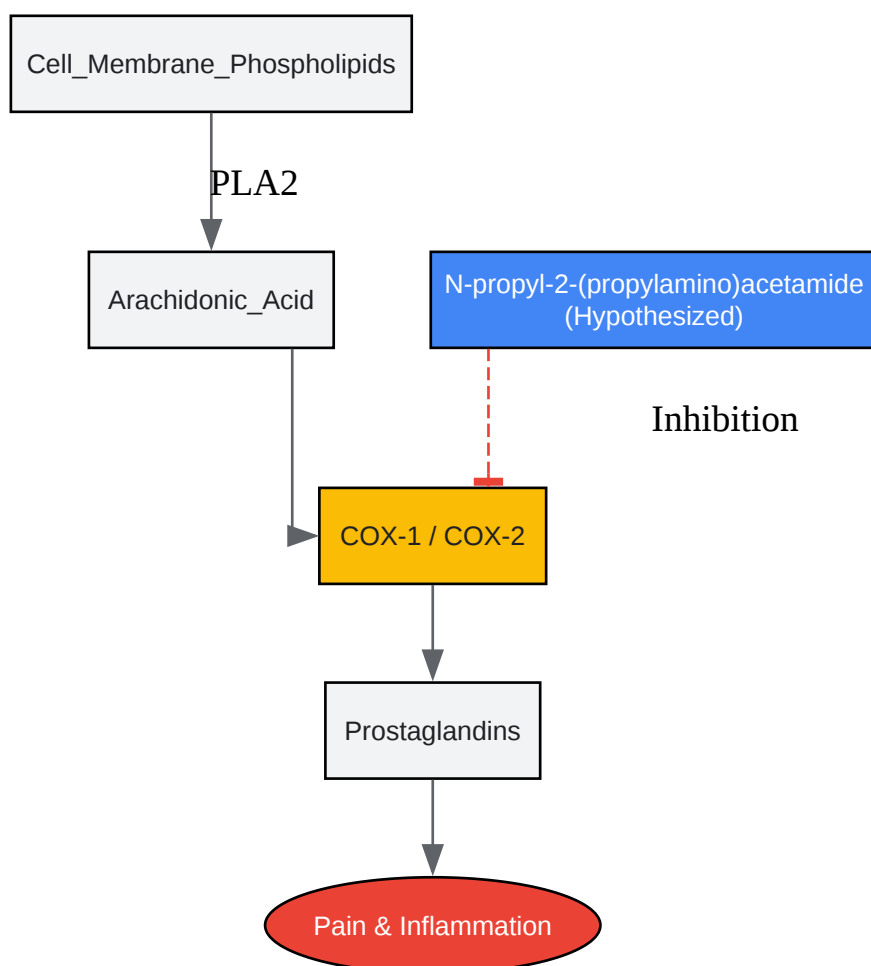 Cell_Membrane_Phospholipids
PLA2
Arachidonic_Acid
N-propyl-2-(propylamino)acetamide
(Hypothesized)
Inhibition
COX-1 / COX-2
Prostaglandins
Pain & Inflammation